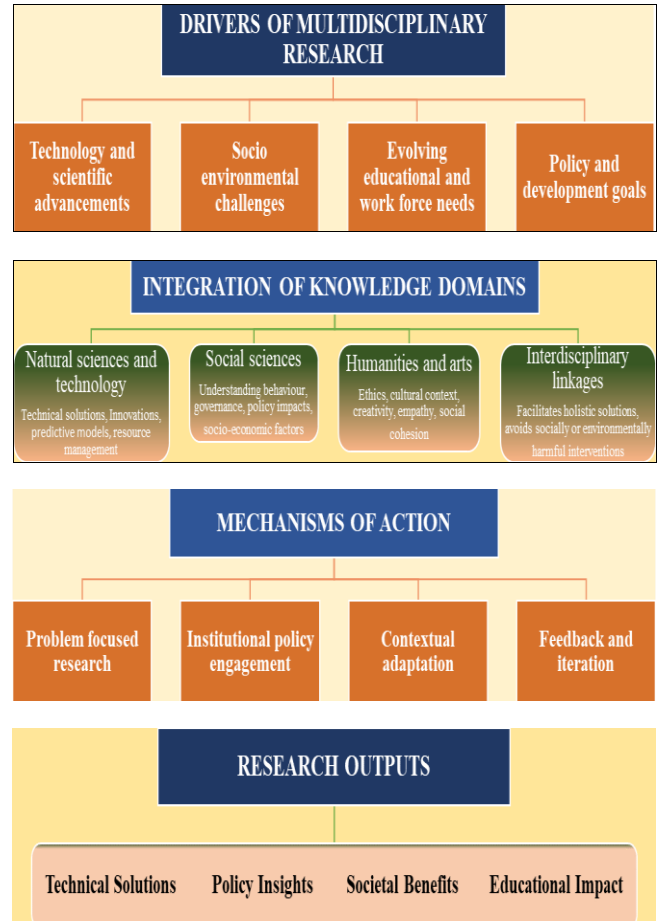 DRIVERS OF MULTIDISCIPLINARY
RESEARCH
Technology and
scientific
advancements
Socio
environmental
challenges
Evolving
educational and
work force needs
Policy and
development goals
INTEGRATION OF KNOWLEDGE DOMAINS
Natural sciences and
technology
Technical solutions, Innovations,
predictive models, resource
management
Social sciences
Understanding behaviour,
governance, policy impacts,
socio-economic factors
Humanities and arts
Ethics, cultural context,
creativity, empathy, social
cohesion
Interdisciplinary
linkages
Facilitates holistic solutions,
avoids socially or environmentally
harmful interventions
MECHANISMS OF ACTION
Problem focused
research
Institutional policy
engagement
Contextual
adaptation
Feedback and
iteration
RESEARCH OUTPUTS
Technical Solutions Policy Insights Societal Benefits Educational Impact